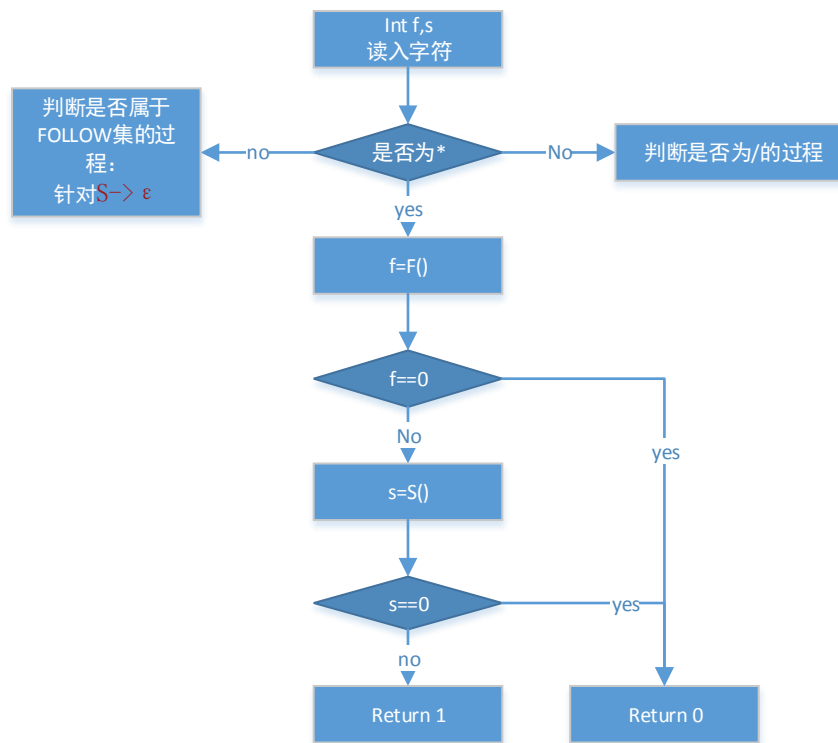 Int f,s
读入字符
判断是否属于
FOLLOW集的过
程：
针对S-> ε
no
是否为*
No
判断是否为/的过程
yes
f=F()
f==0
No
yes
s=S()
s==0
yes
no
Return 1
Return 0